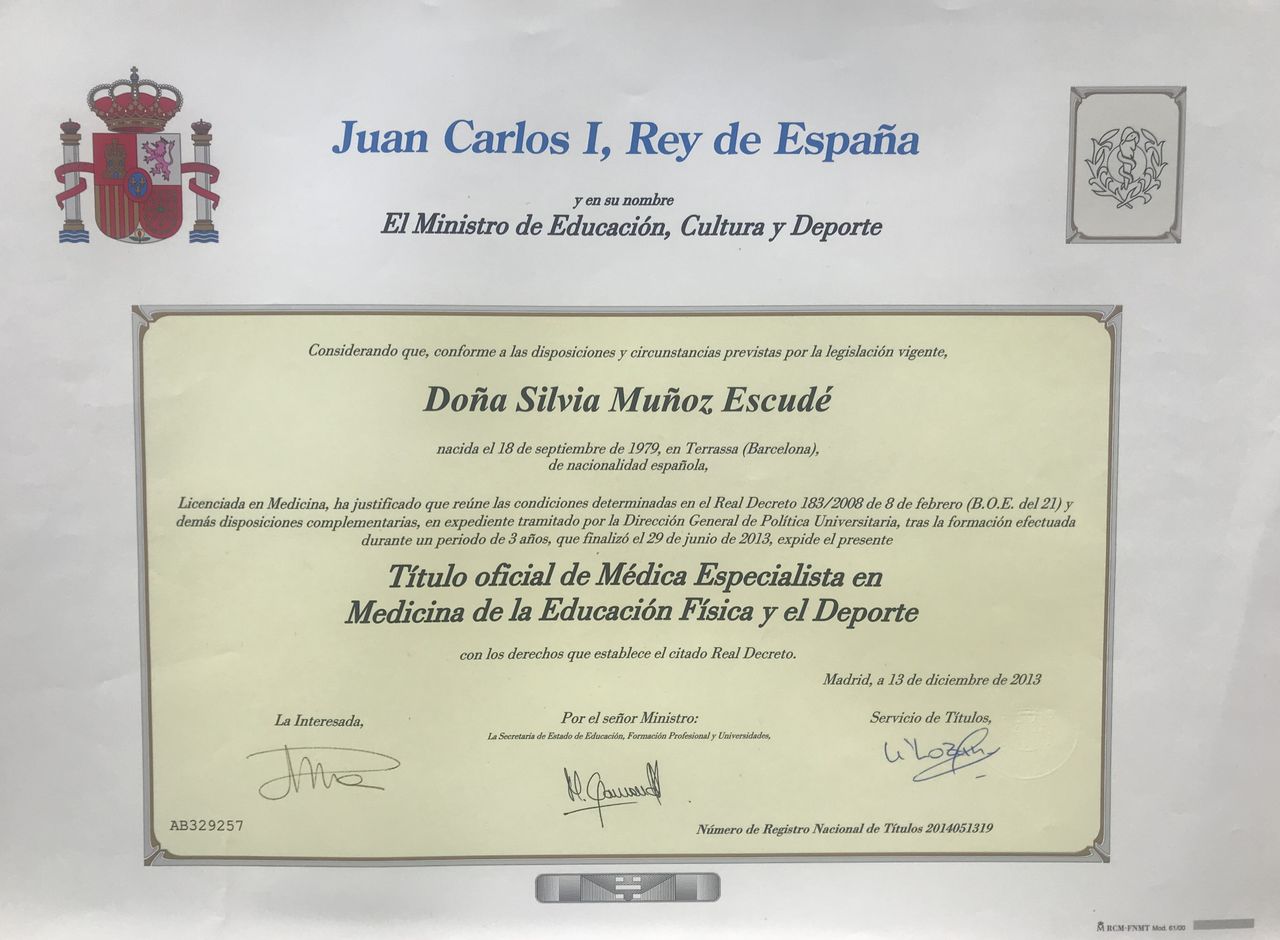 Juan Carlos I, Rey de España
y en su nombre
El Ministro de Educación, Cultura y Deporte
Considerando que, conforme a las disposiciones y circunstancias previstas por la legislación vigente,
Doña Silvia Muñoz Escudé
nacida el 18 de septiembre de 1979, en Terrassa (Barcelona),
de nacionalidad española,
Licenciada en Medicina, ha justificado que reúne las condiciones determinadas en el Real Decreto 183/2008 de 8 de febrero (B.O.E. del 21) y
demás disposiciones complementarias, en expediente tramitado por la Dirección General de Política Universitaria, tras la formación efectuada
durante un periodo de 3 años, que finalizó el 29 de junio de 2013, expide el presente
Título oficial de Médica Especialista en
Medicina de la Educación Física y el Deporte
con los derechos que establece el citado Real Decreto.
Madrid, a 13 de diciembre de 2013
La Interesada,
Por el señor Ministro:
La Secretaría de Estado de Educación, Formación Profesional y Universidades,
Servicio de Títulos,
AB329257
Número de Registro Nacional de Títulos 2014051319
RCM-FNMT Mod. 61/00